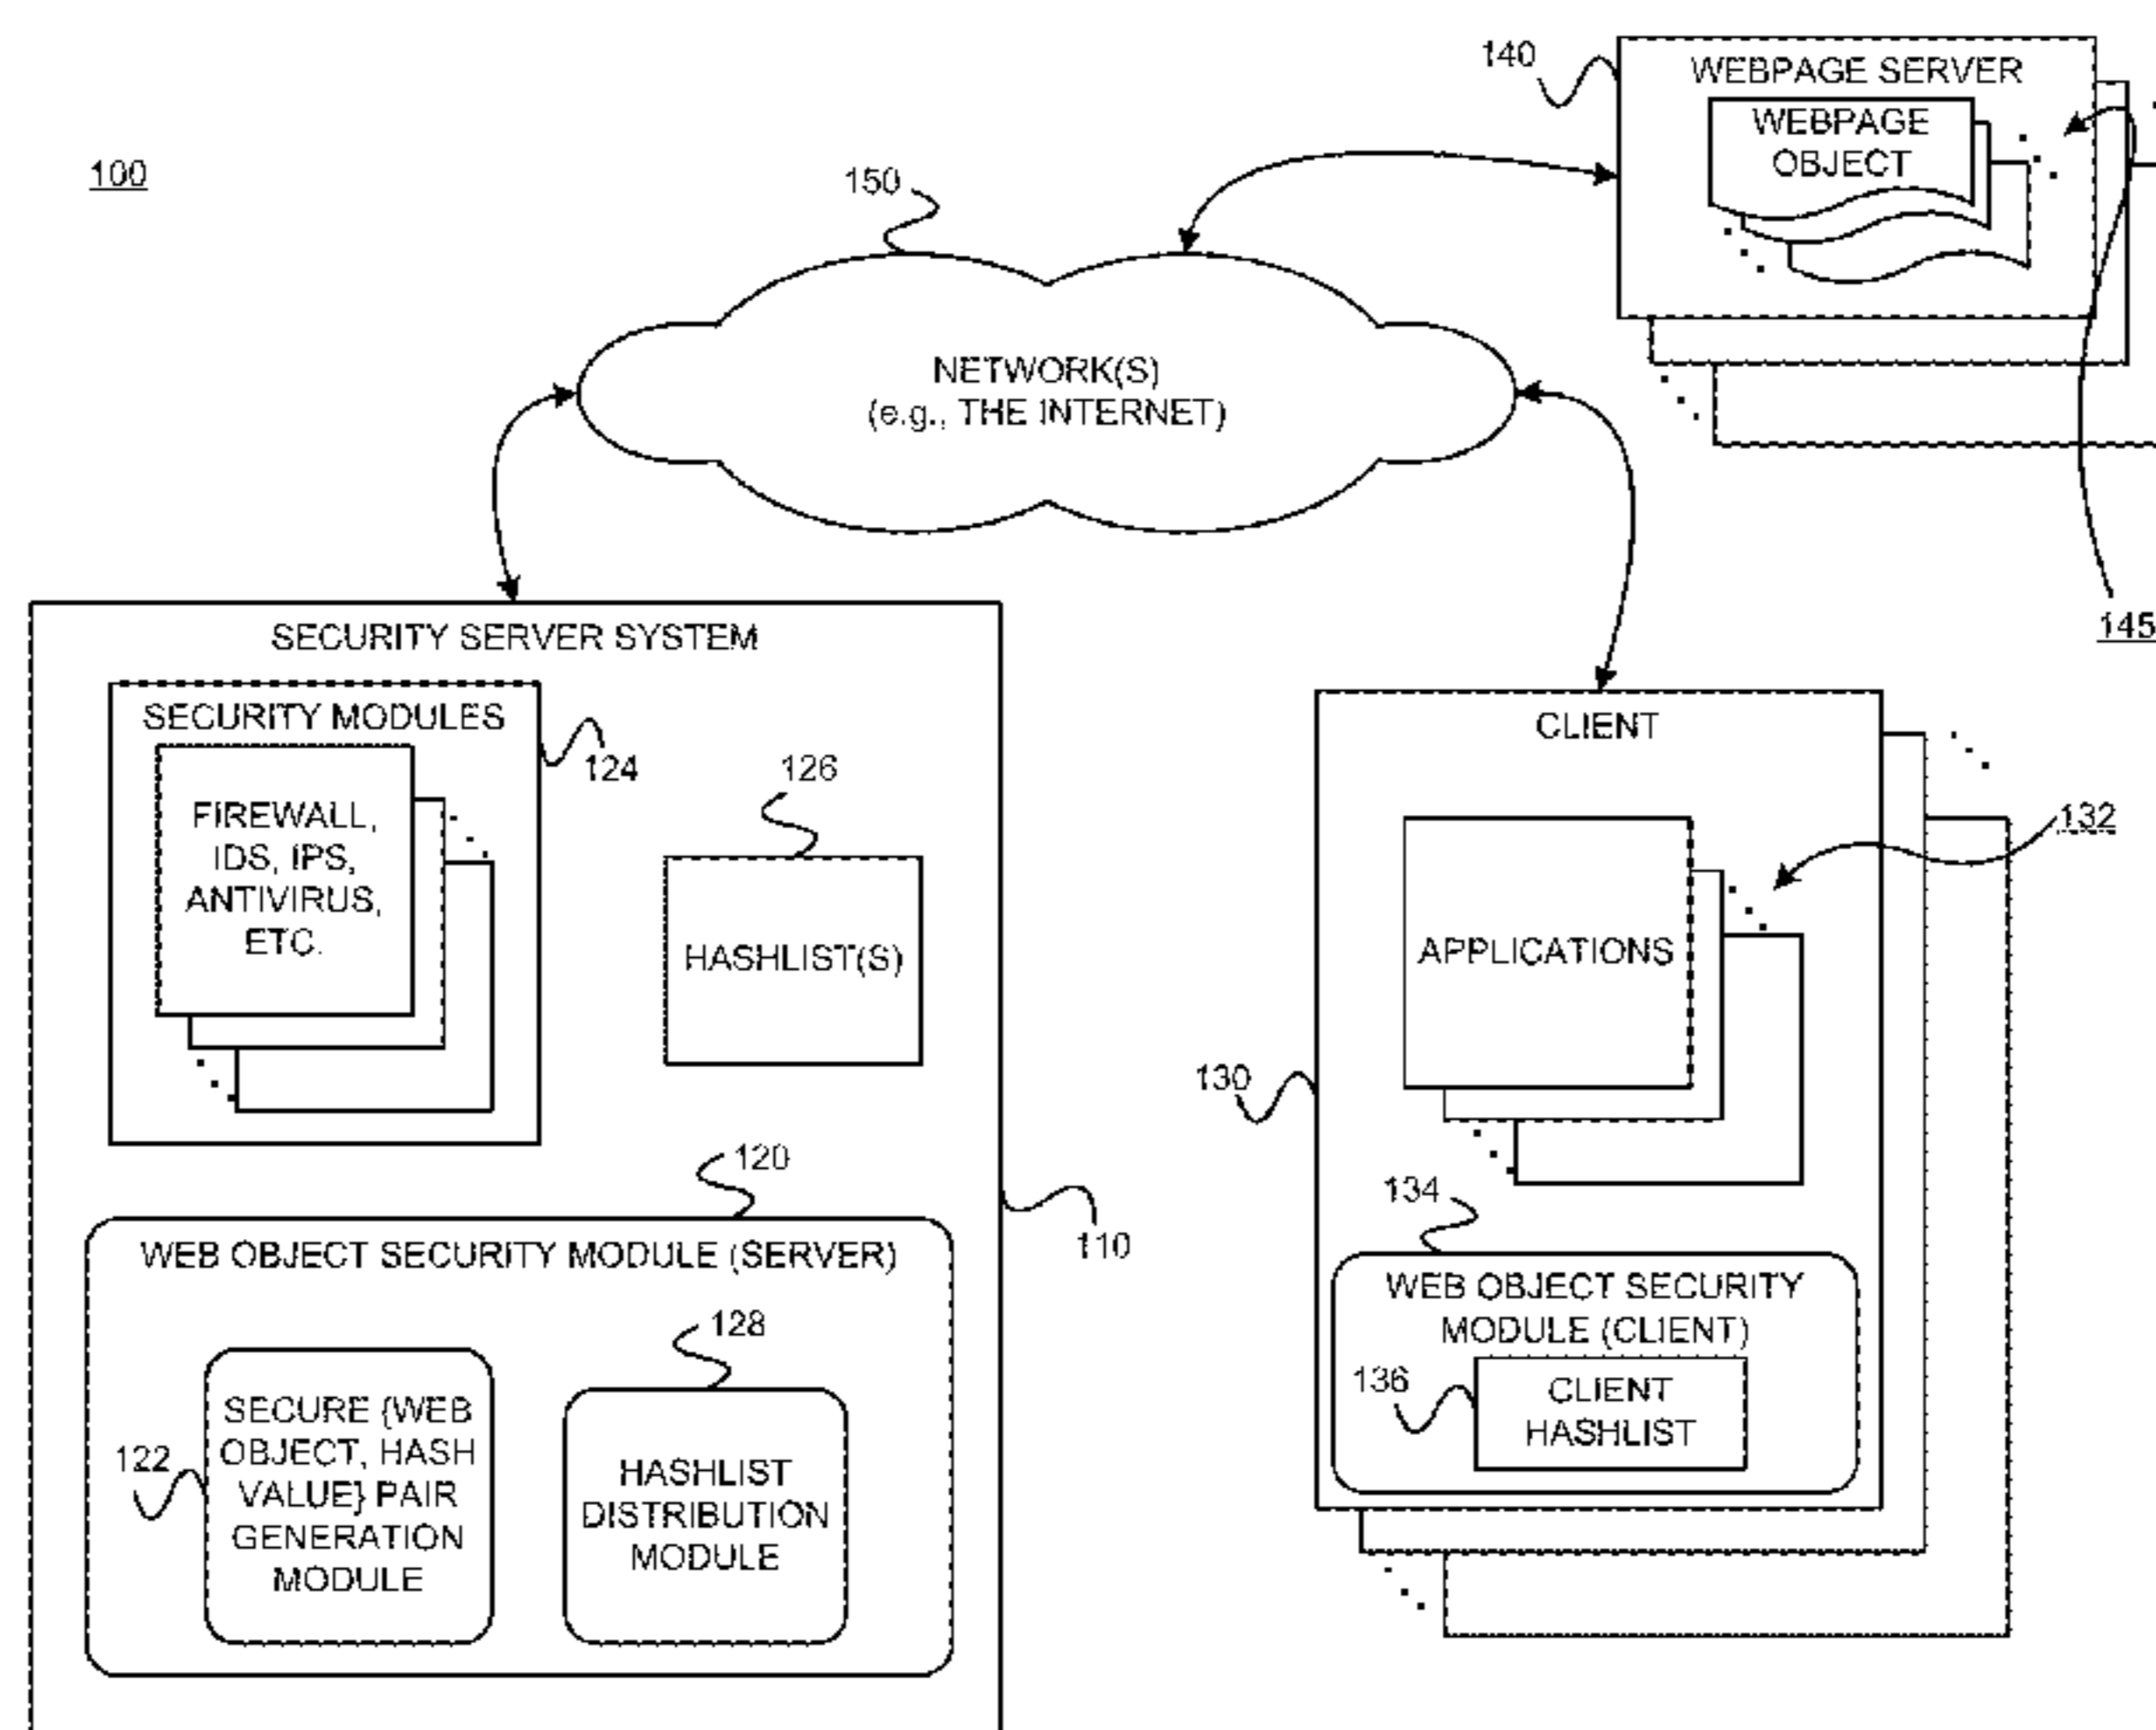 140
WEBPAGE SERVER
WEBPAGE
OBJECT
100
150
NETWORK(S)
(e.g., THE INTERNET)
145
SECURITY SERVER SYSTEM
SECURITY MODULES
124
FIREWALL,
IDS, IPS,
ANTIVIRUS,
ETC.
126
HASHLIST(S)
120
110
WEB OBJECT SECURITY MODULE (SERVER)
128
122
SECURE {WEB
OBJECT, HASH
VALUE} PAIR
GENERATION
MODULE
HASHLIST
DISTRIBUTION
MODULE
CLIENT
132
APPLICATIONS
130
134
WEB OBJECT SECURITY
MODULE (CLIENT)
136
CLIENT
HASHLIST